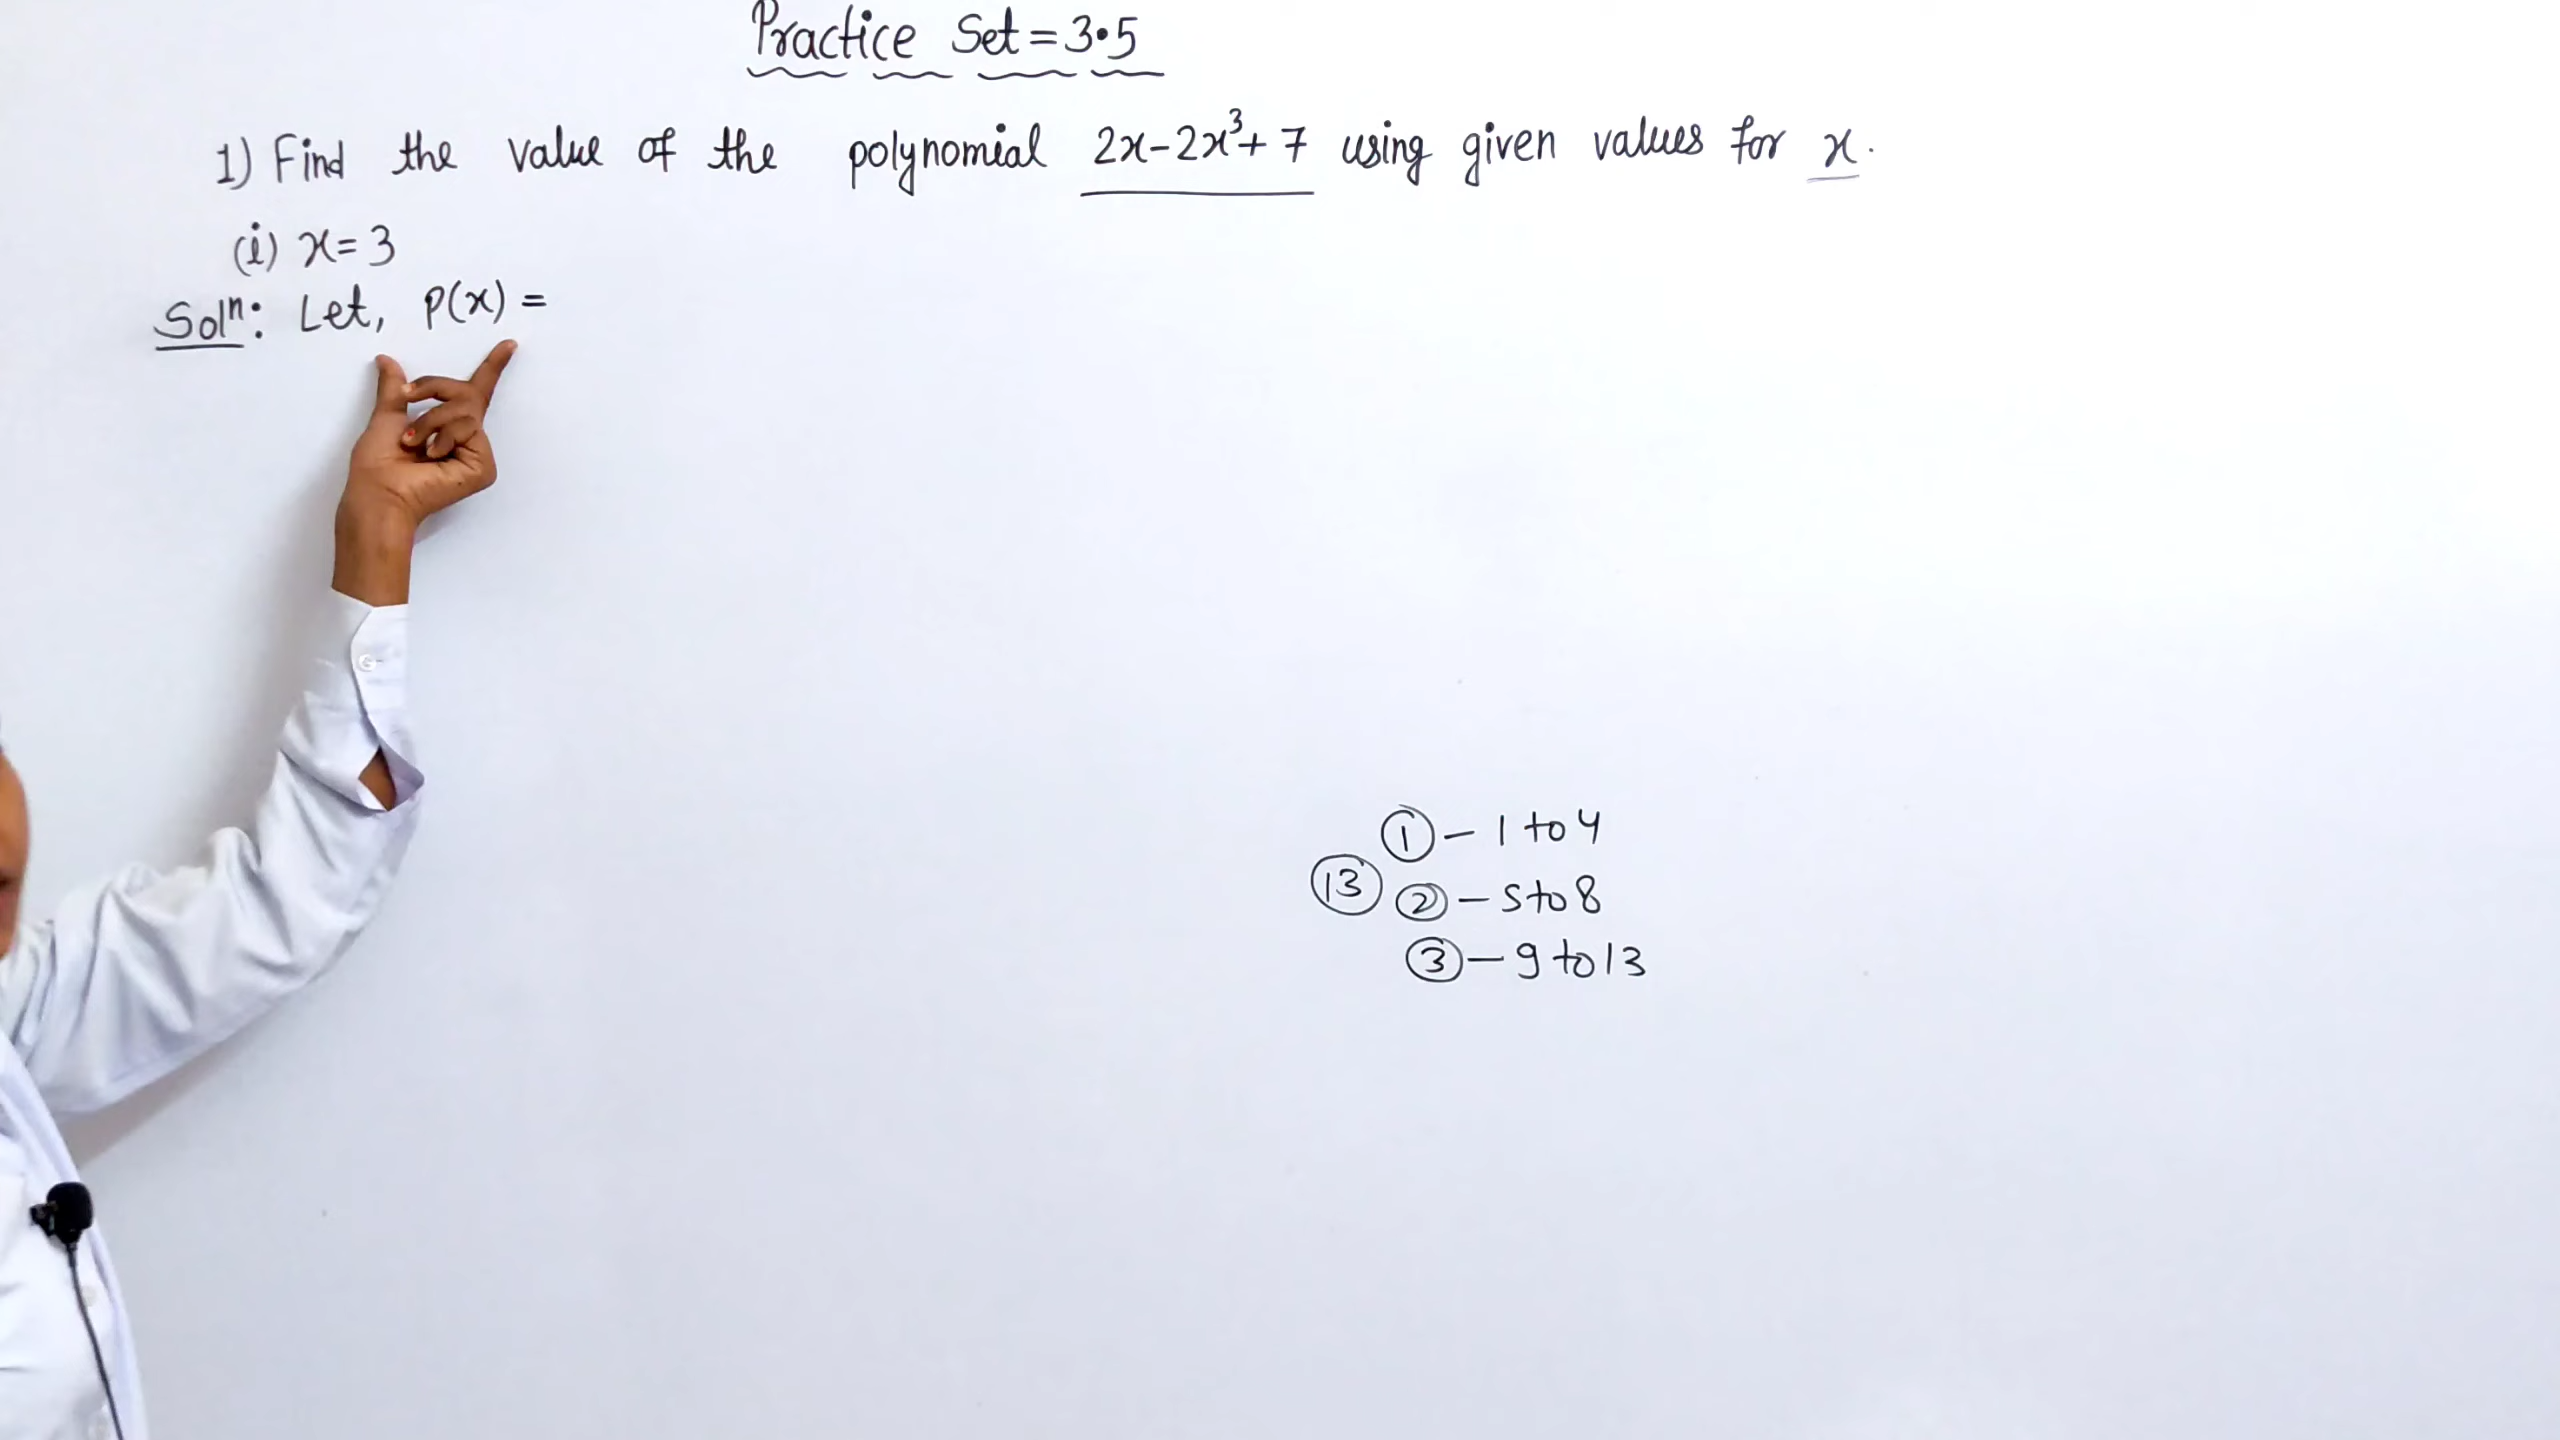 Practice Set = 3.5
1) Find the value of the polynomial 2x-2x³+7 using given values for x.
(i) x=3
Solⁿ: Let, p(x) =
① - 1 to 4
⑬ ② - 5 to 8
③ - 9 to 13